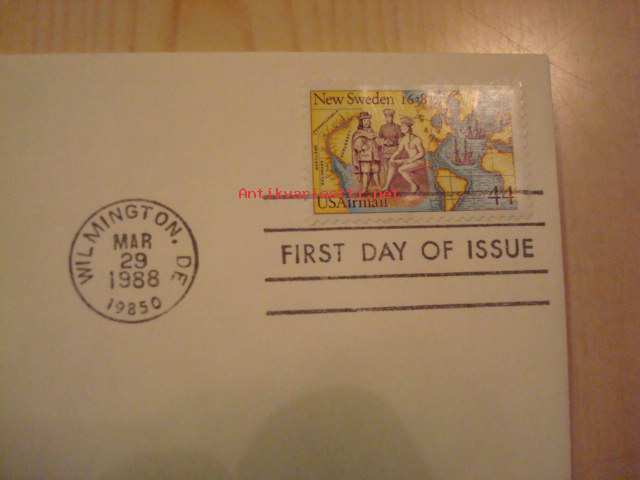 New Sweden 1638
USAirmail 44
FIRST DAY OF ISSUE
WILMINGTON, DE
MAR
29
1988
19850